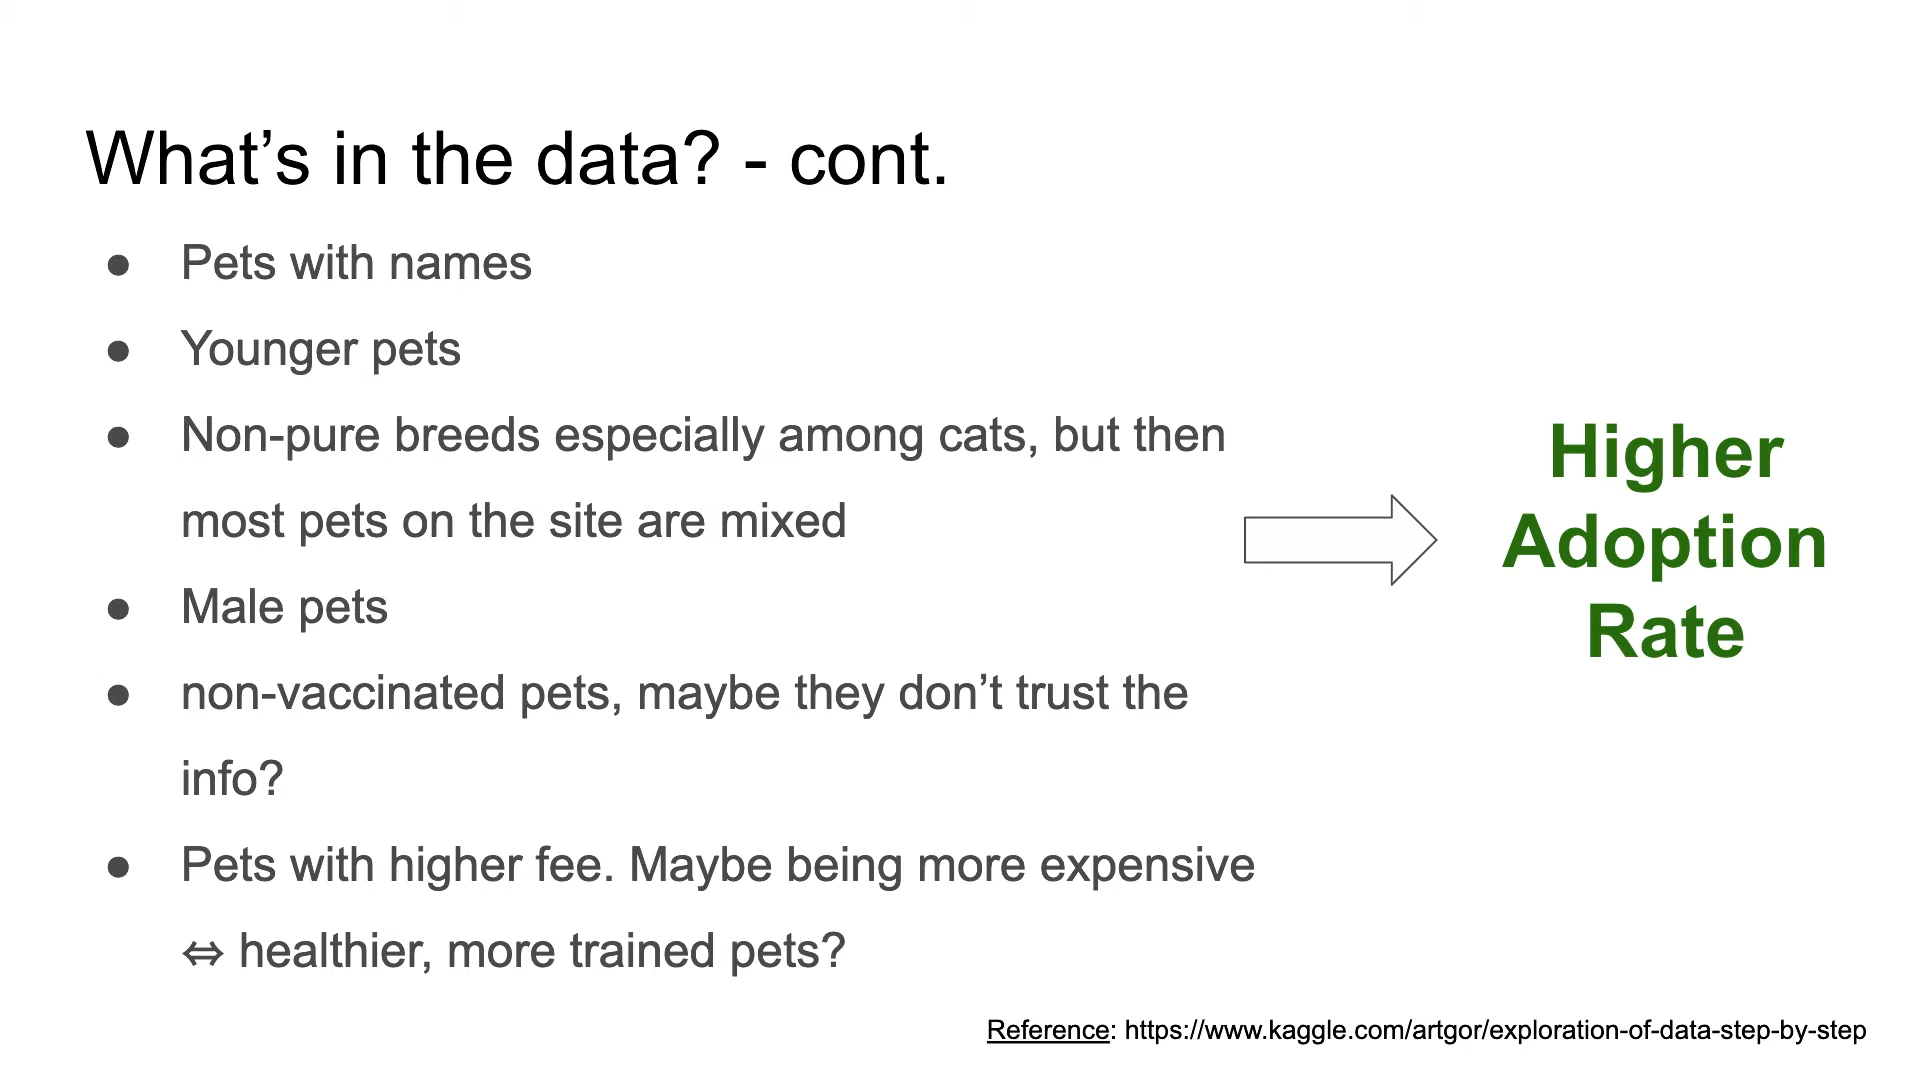 What’s in the data? - cont.
● Pets with names
● Younger pets
● Non-pure breeds especially among cats, but then
most pets on the site are mixed
● Male pets
● non-vaccinated pets, maybe they don’t trust the
info?
● Pets with higher fee. Maybe being more expensive
⇔ healthier, more trained pets?
Higher
Adoption
Rate
Reference: https://www.kaggle.com/artgor/exploration-of-data-step-by-step